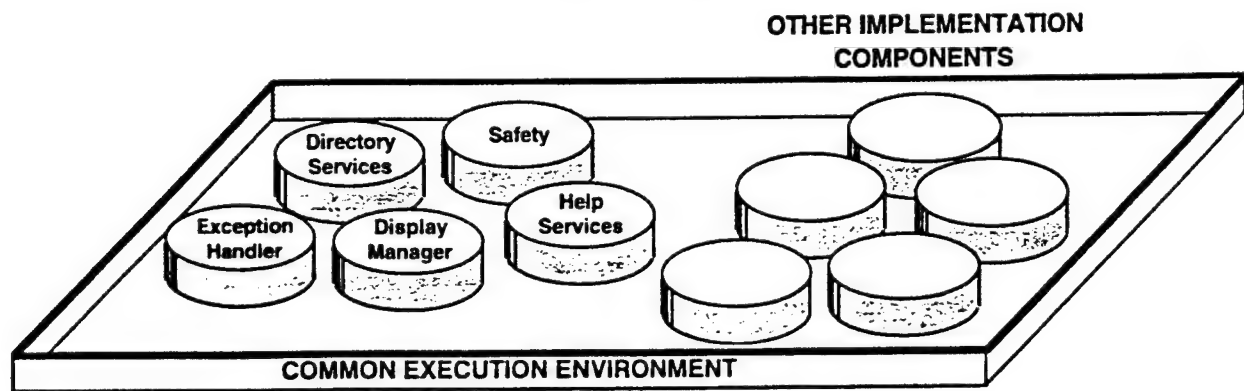 OTHER IMPLEMENTATION
COMPONENTS
Directory
Services
Safety
Help
Services
Exception
Handler
Display
Manager
COMMON EXECUTION ENVIRONMENT